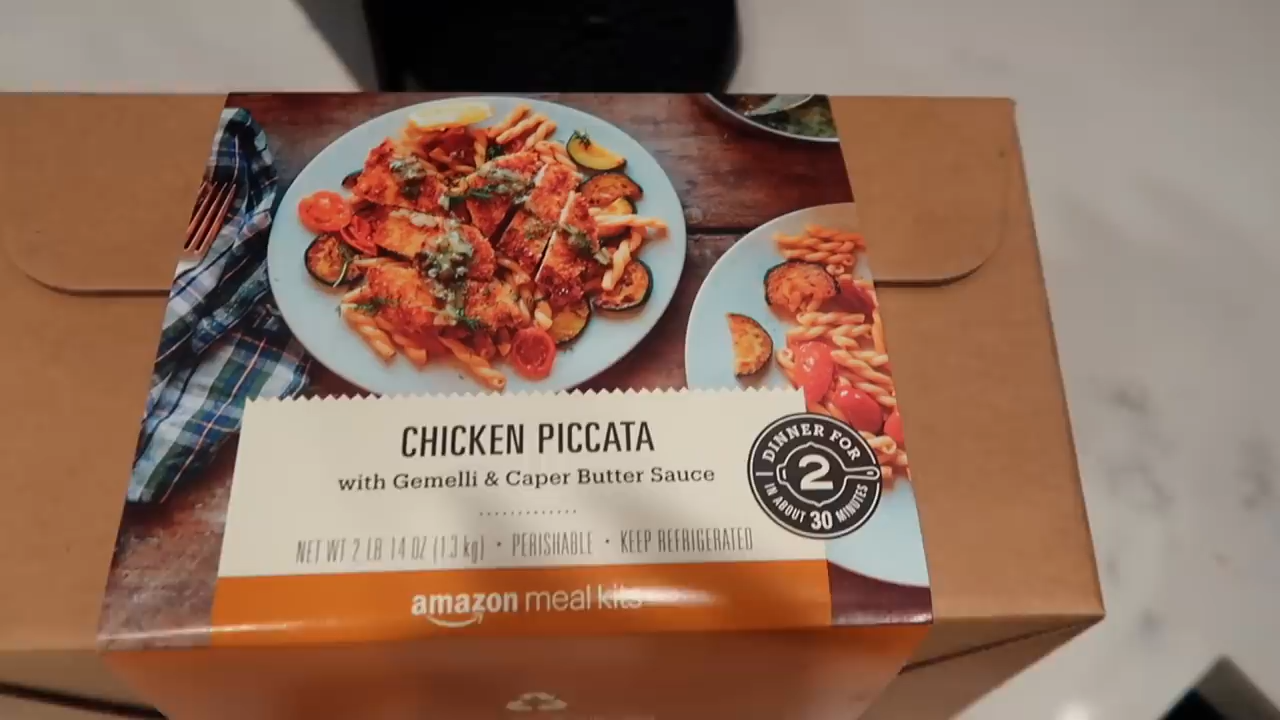 CHICKEN PICCATA
with Gemelli & Caper Butter Sauce
DINNER FOR
2
IN ABOUT 30 MINUTES
NET WT 2 LB 14 OZ (1.3 kg) • PERISHABLE • KEEP REFRIGERATED
amazon meal kits